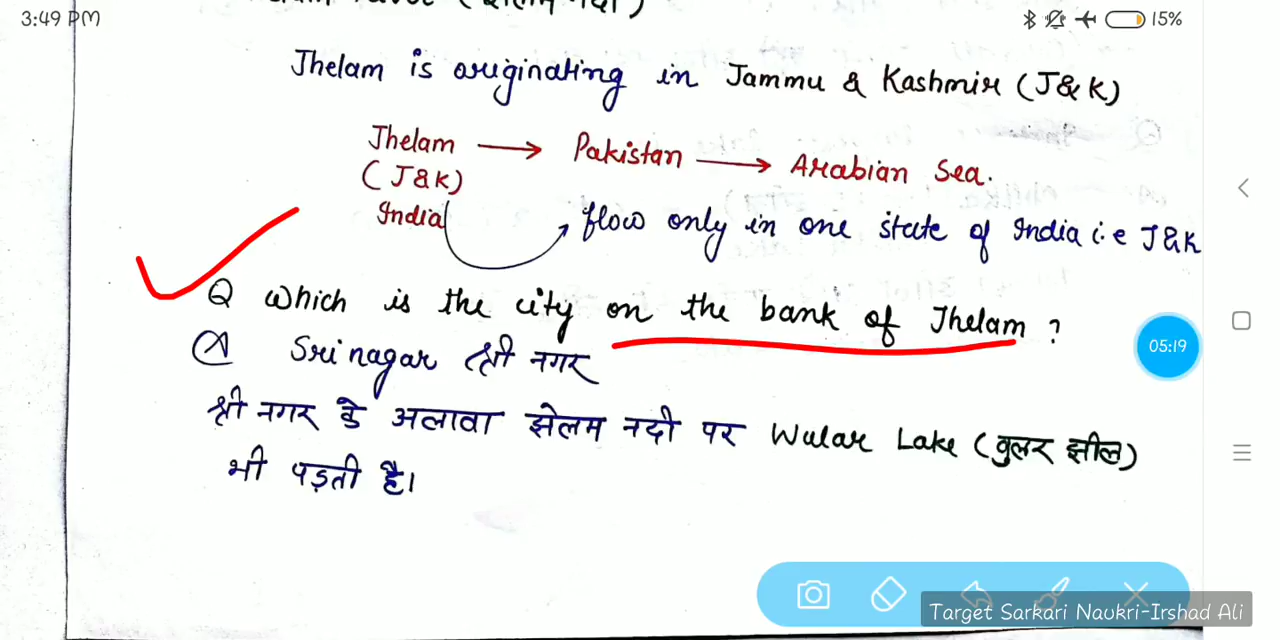 3:49 PM
15%
Jhelam is originating in Jammu & Kashmir (J&K)
Jhelam → Pakistan → Arabian Sea.
(J&K)
India
flow only in one state of India i.e J&K
Q Which is the city on the bank of Jhelam ?
A Srinagar श्री नगर
श्री नगर के अलावा झेलम नदी पर Wular Lake (वुलर झील)
भी पड़ती है।
05:19
Target Sarkari Naukri-Irshad Ali